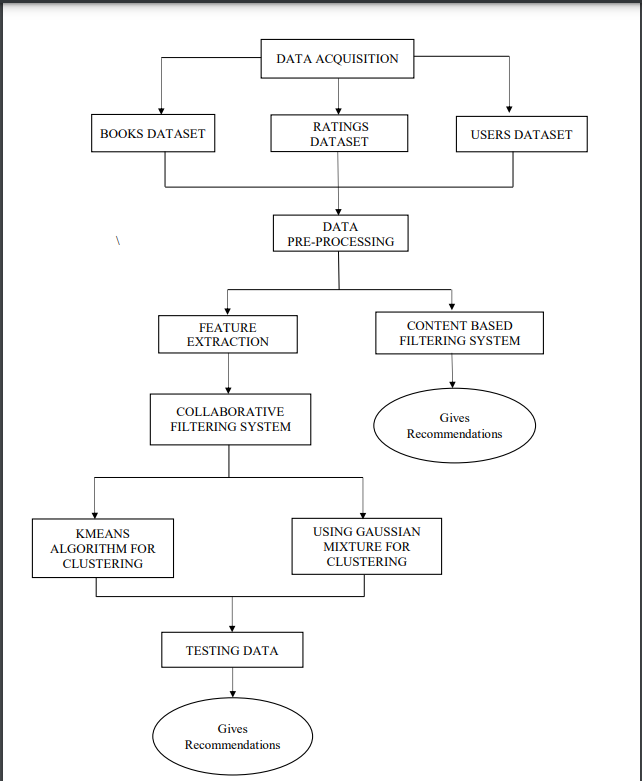 DATA ACQUISITION
BOOKS DATASET
RATINGS
DATASET
USERS DATASET
DATA
PRE-PROCESSING
\
FEATURE
EXTRACTION
CONTENT BASED
FILTERING SYSTEM
COLLABORATIVE
FILTERING SYSTEM
Gives
Recommendations
KMEANS
ALGORITHM FOR
CLUSTERING
USING GAUSSIAN
MIXTURE FOR
CLUSTERING
TESTING DATA
Gives
Recommendations